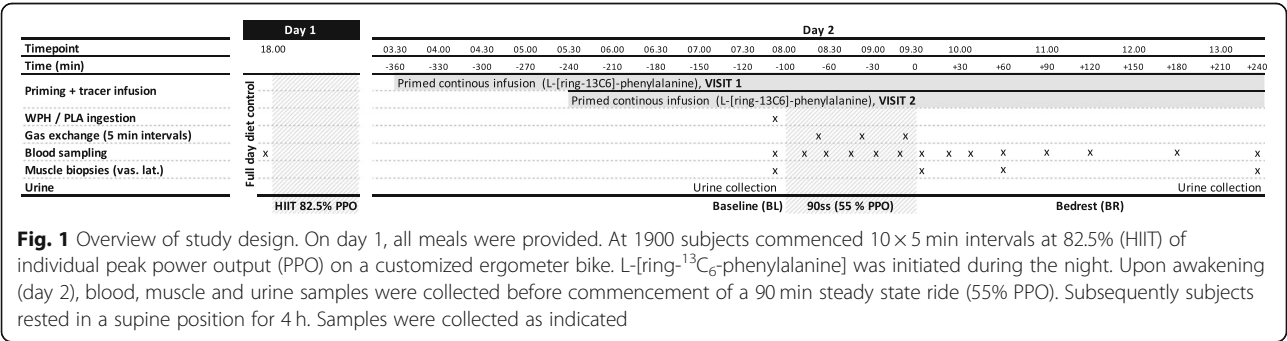 Day 1 Day 2
Timepoint 18.00 03.30 04.00 04.30 05.00 05.30 06.00 06.30 07.00 07.30 08.00 08.30 09.00 09.30 10.00 11.00 12.00 13.00
Time (min) -360 -330 -300 -270 -240 -210 -180 -150 -120 -100 -60 -30 0 +30 +60 +90 +120 +150 +180 +210 +240
Full day diet control
Priming + tracer infusion
Primed continous infusion (L-[ring-13C6]-phenylalanine), VISIT 1
Primed continous infusion (L-[ring-13C6]-phenylalanine), VISIT 2
WPH / PLA ingestion x
Gas exchange (5 min intervals) x x x
Blood sampling x x x x x x x x x x x x x x x
Muscle biopsies (vas. lat.) x x x x
Urine Urine collection Urine collection
HIIT 82.5% PPO Baseline (BL) 90ss (55 % PPO) Bedrest (BR)
Fig. 1 Overview of study design. On day 1, all meals were provided. At 1900 subjects commenced 10 × 5 min intervals at 82.5% (HIIT) of
individual peak power output (PPO) on a customized ergometer bike. L-[ring-¹³C₆-phenylalanine] was initiated during the night. Upon awakening
(day 2), blood, muscle and urine samples were collected before commencement of a 90 min steady state ride (55% PPO). Subsequently subjects
rested in a supine position for 4 h. Samples were collected as indicated